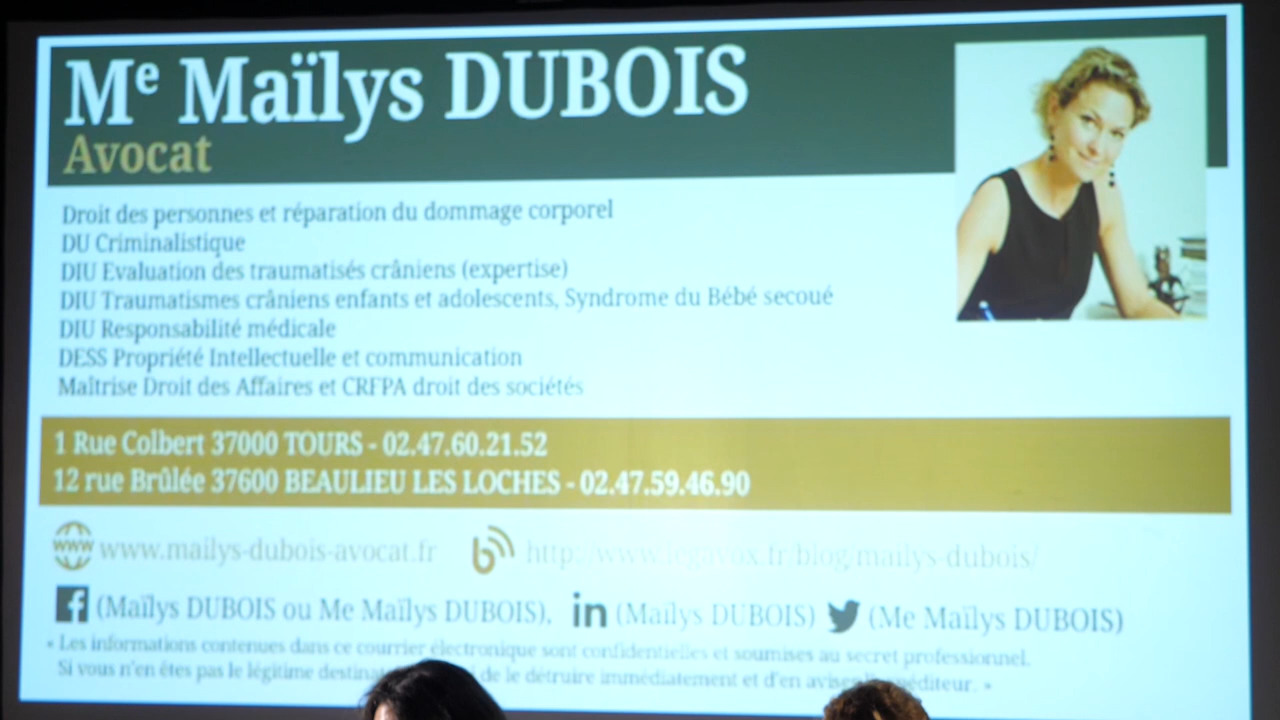 Me Maïlys DUBOIS
Avocat
Droit des personnes et réparation du dommage corporel
DU Criminalistique
DIU Evaluation des traumatisés crâniens (expertise)
DIU Traumatismes crâniens enfants et adolescents, Syndrome du Bébé secoué
DIU Responsabilité médicale
DESS Propriété Intellectuelle et communication
Maîtrise Droit des Affaires et CRFPA droit des sociétés
1 Rue Colbert 37000 TOURS - 02.47.60.21.52
12 rue Brûlée 37600 BEAULIEU LES LOCHES - 02.47.59.46.90
www www.mailys-dubois-avocat.fr http://www.legavox.fr/blog/mailys-dubois/
(Maïlys DUBOIS ou Me Maïlys DUBOIS), in (Maïlys DUBOIS) (Me Maïlys DUBOIS)
« Les informations contenues dans ce courrier électronique sont confidentielles et soumises au secret professionnel.
Si vous n'en êtes pas le légitime de le détruire immédiatement et d'en »